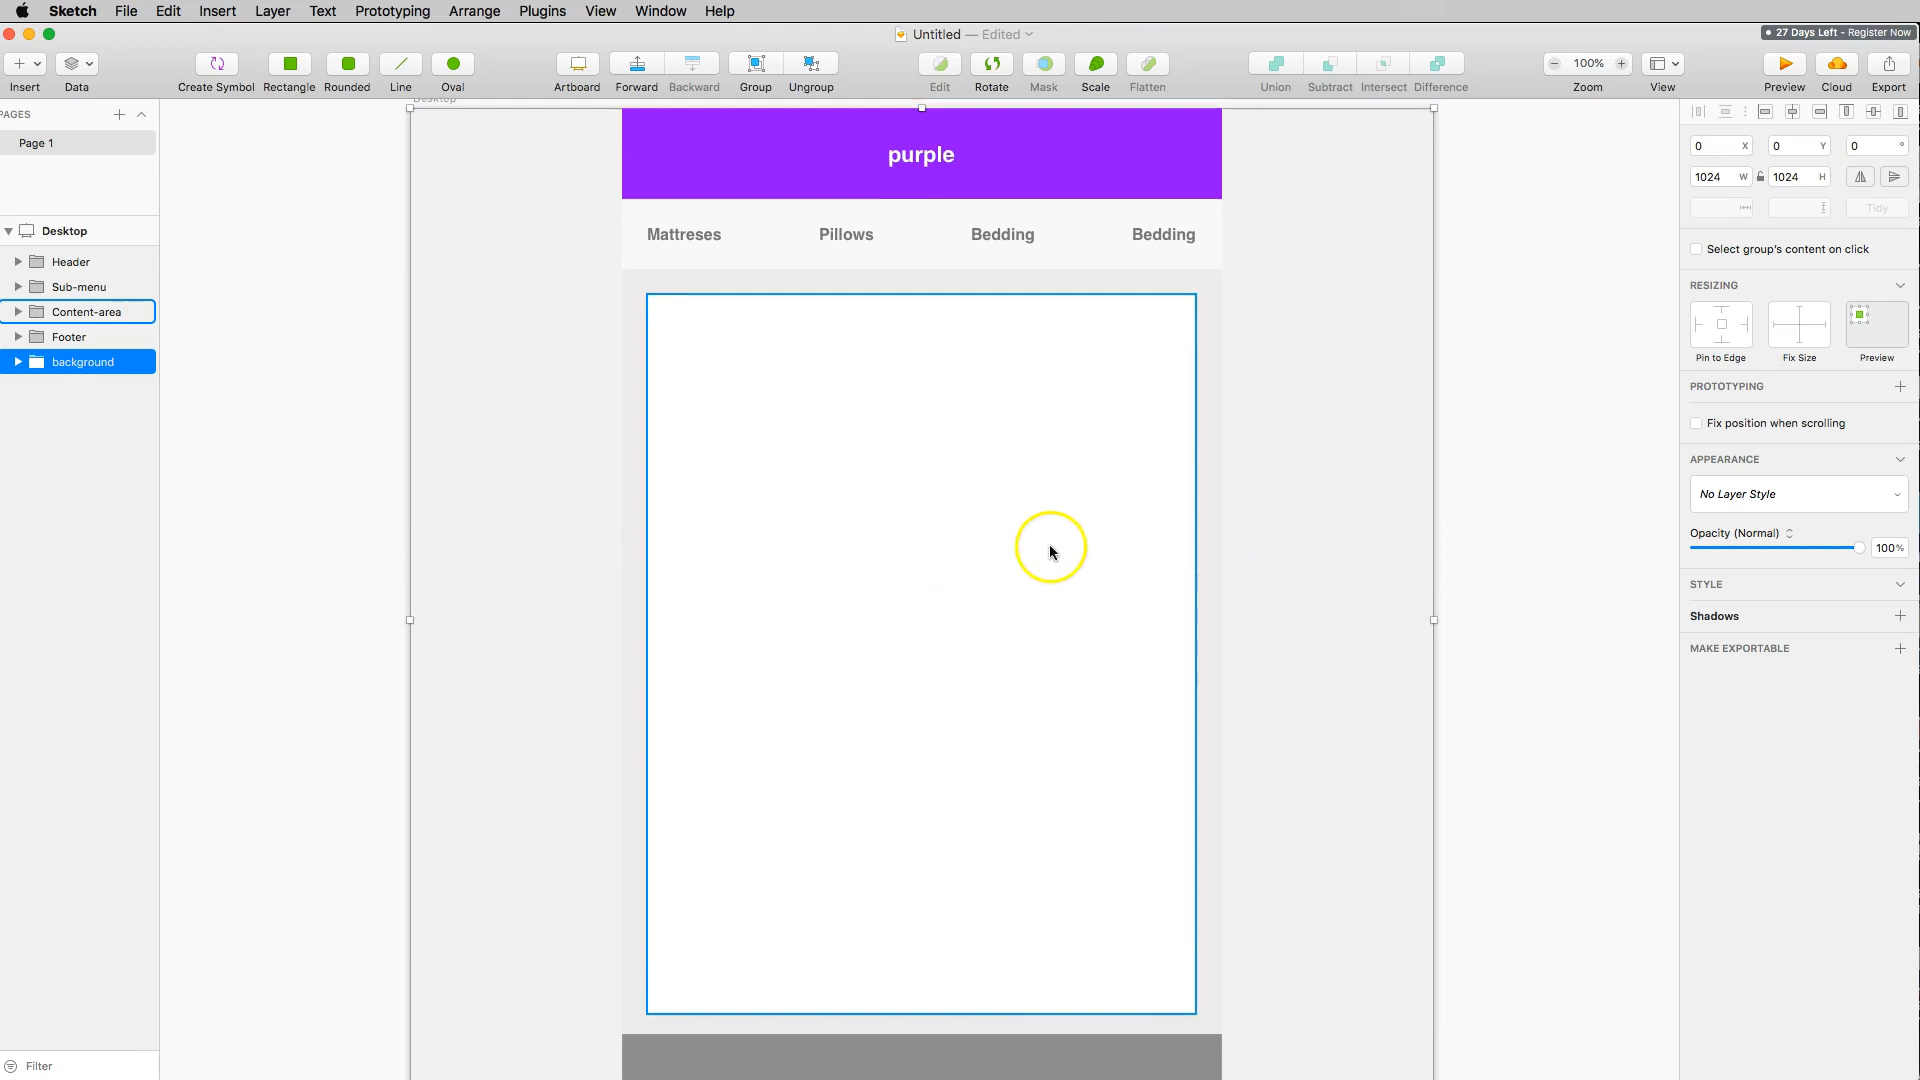 Sketch File Edit Insert Layer Text Prototyping Arrange Plugins View Window Help
Untitled — Edited
27 Days Left - Register Now
100%
Insert Data Create Symbol Rectangle Rounded Line Oval Artboard Forward Backward Group Ungroup Edit Rotate Mask Scale Flatten Union Subtract Intersect Difference Zoom View Preview Cloud Export
PAGES
Page 1
Desktop
Header
Sub-menu
Content-area
Footer
background
Filter
Desktop
purple
Mattreses Pillows Bedding Bedding
0 X 0 Y 0 °
1024 W 1024 H
Tidy
Select group's content on click
RESIZING
Pin to Edge Fix Size Preview
PROTOTYPING
Fix position when scrolling
APPEARANCE
No Layer Style
Opacity (Normal)
100%
STYLE
Shadows
MAKE EXPORTABLE